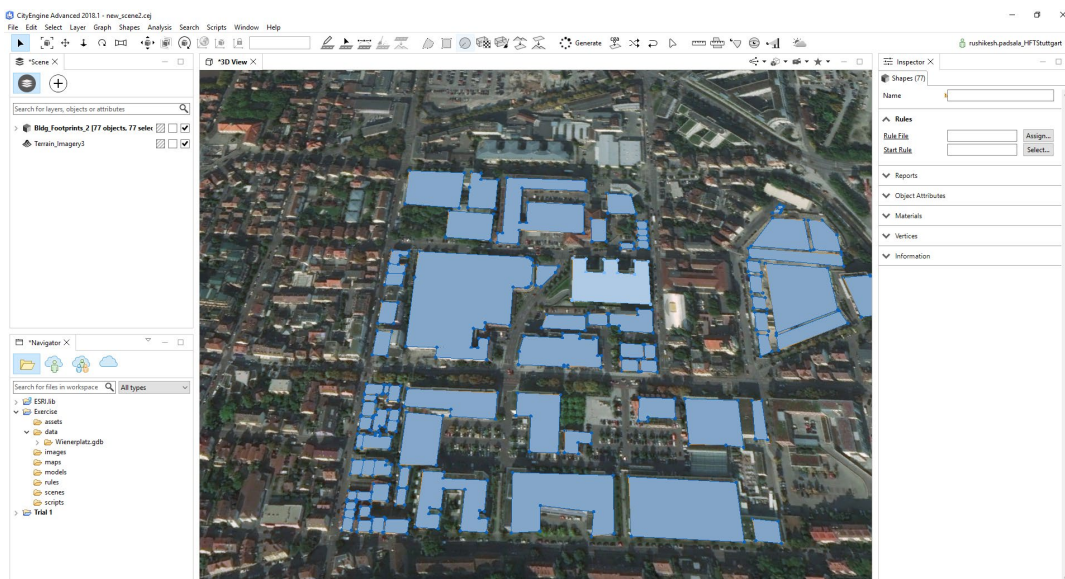 CityEngine Advanced 2018.1 - new_scene2.cej
File Edit Select Layer Graph Shapes Analysis Search Scripts Window Help
Generate
rushikesh.padsala_HFTStuttgart
*Scene
Search for layers, objects or attributes
Bldg_Footprints_2 [77 objects, 77 selec
Terrain_Imagery3
*Navigator
Search for files in workspace
All types
ESRI.lib
Exercise
assets
data
Wienerplatz.gdb
images
maps
models
rules
scenes
scripts
Trial 1
*3D View
Inspector
Shapes (77)
Name
Rules
Rule File
Assign...
Start Rule
Select...
Reports
Object Attributes
Materials
Vertices
Information